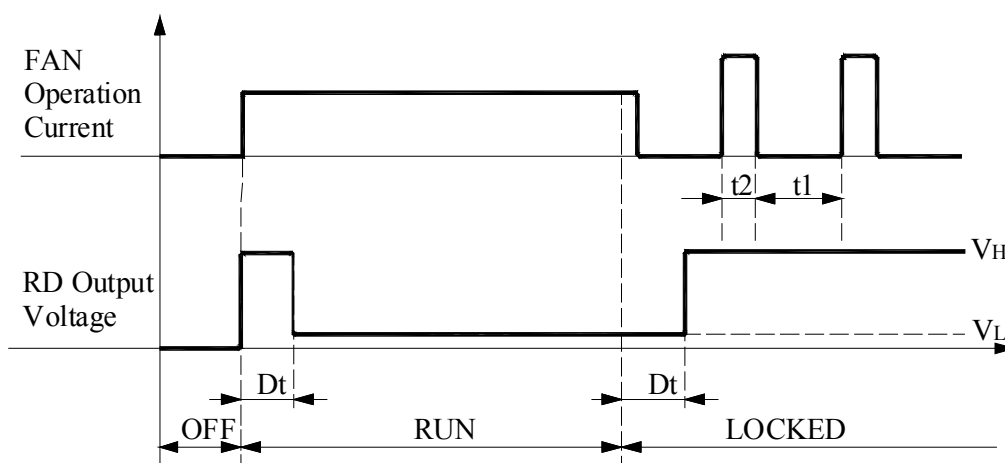 FAN
Operation
Current
t2
t1
RD Output
Voltage
VH
VL
Dt
Dt
OFF
RUN
LOCKED